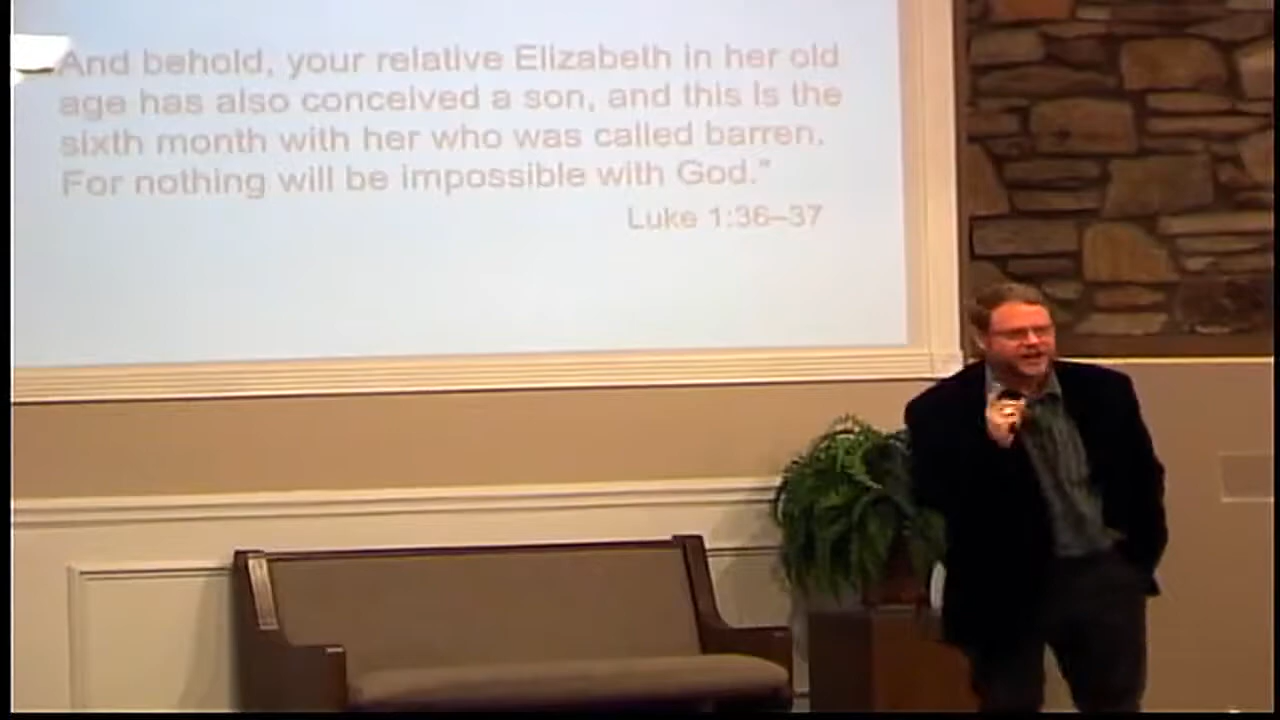 And behold, your relative Elizabeth in her old
age has also conceived a son, and this is the
sixth month with her who was called barren.
For nothing will be impossible with God.”
Luke 1:36–37